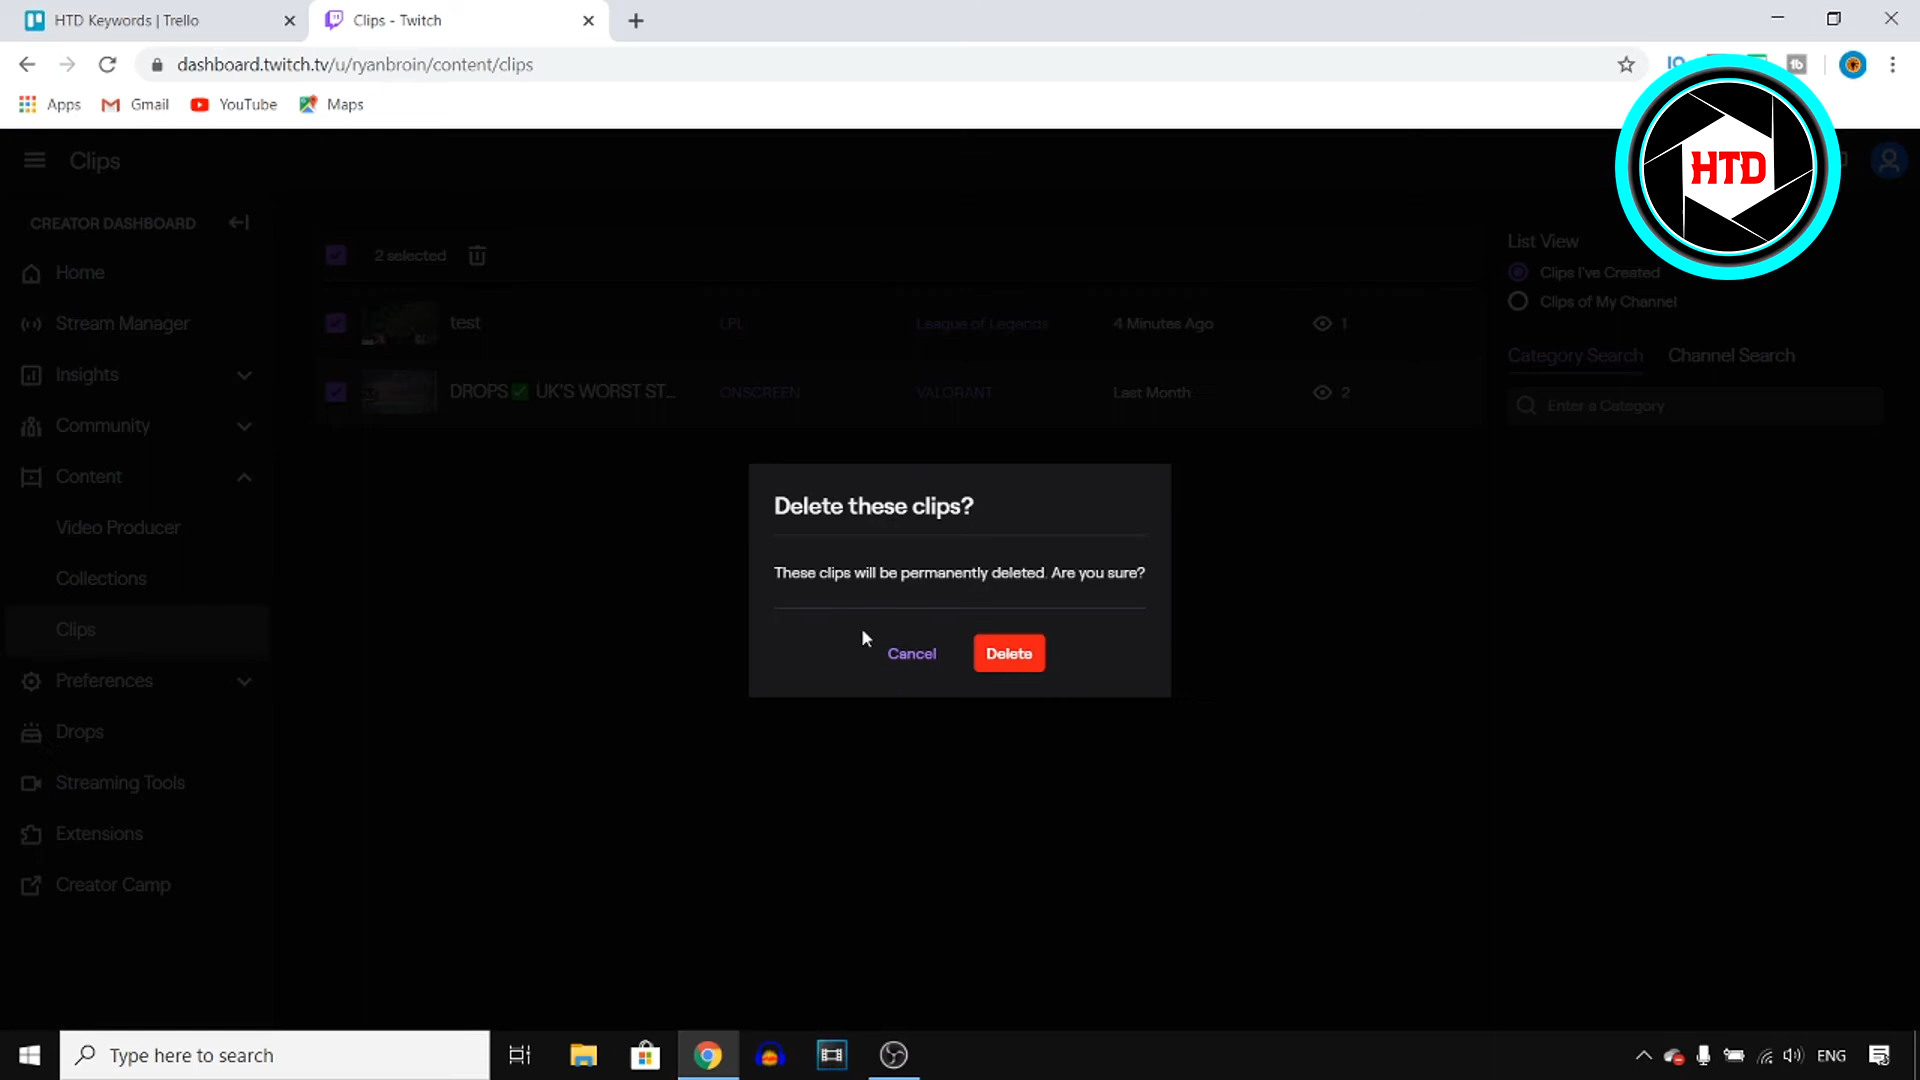 HTD Keywords | Trello
Clips - Twitch
dashboard.twitch.tv/u/ryanbroin/content/clips
Apps
Gmail
YouTube
Maps
HTD
Clips
CREATOR DASHBOARD
Home
Stream Manager
Insights
Community
Content
Video Producer
Collections
Clips
Preferences
Drops
Streaming Tools
Extensions
Creator Camp
2 selected
test LPL League of Legends 4 Minutes Ago 1
DROPS✅ UK'S WORST ST... ONSCREEN VALORANT Last Month 2
List View
Clips I've Created
Clips of My Channel
Category Search Channel Search
Enter a Category
Delete these clips?
These clips will be permanently deleted. Are you sure?
Cancel Delete
Type here to search
ENG